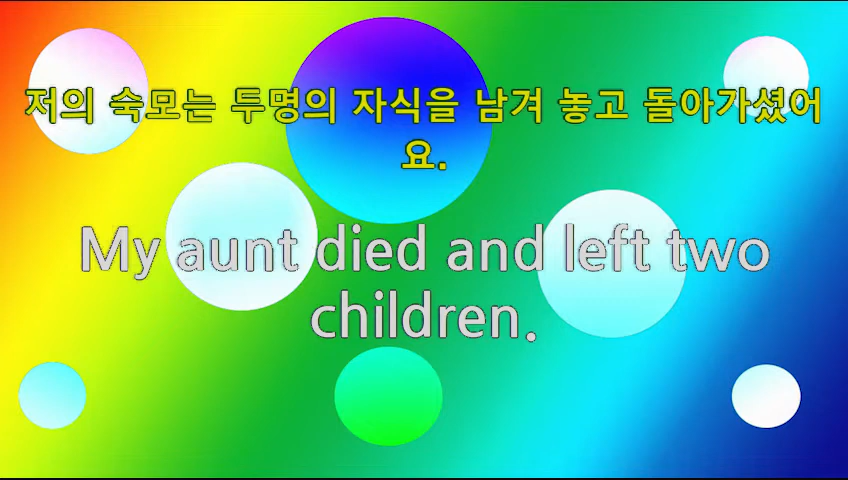 저의 숙모는 두명의 자식을 남겨 놓고 돌아가셨어
요.
My aunt died and left two
children.